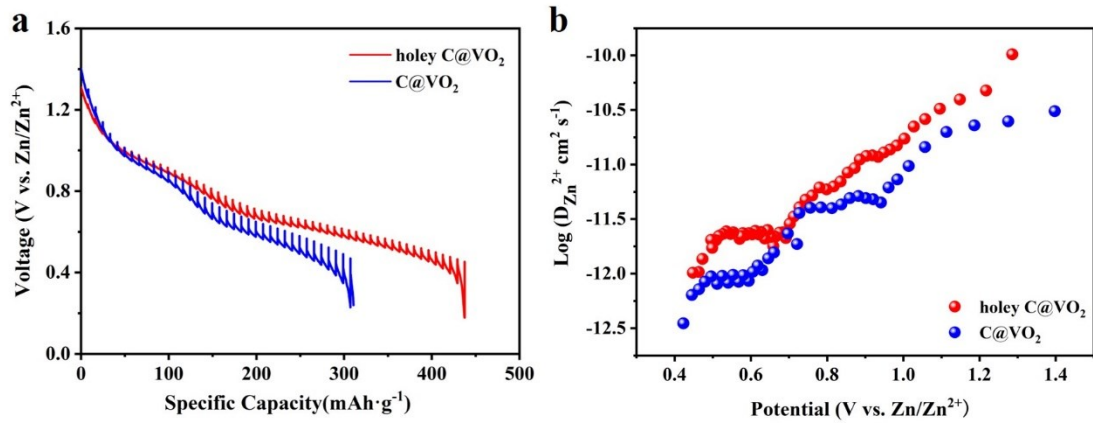 a
Voltage (V vs. Zn/Zn²⁺)
1.6
1.2
0.8
0.4
0.0
holey C@VO₂
C@VO₂
0 100 200 300 400 500
Specific Capacity(mAh·g⁻¹)
b
Log (D_Zn²⁺ cm² s⁻¹)
-10.0
-10.5
-11.0
-11.5
-12.0
-12.5
holey C@VO₂
C@VO₂
0.4 0.6 0.8 1.0 1.2 1.4
Potential (V vs. Zn/Zn²⁺)